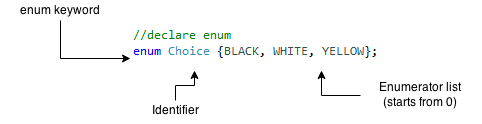 enum keyword
//declare enum
enum Choice {BLACK, WHITE, YELLOW};
Identifier
Enumerator list
(starts from 0)